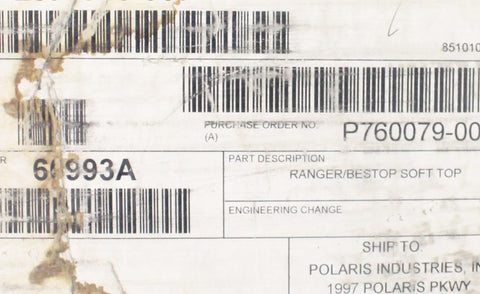 851010
PURCHASE ORDER NO.
(A)
P760079-00
R
PART DESCRIPTION
RANGER/BESTOP SOFT TOP
ENGINEERING CHANGE
SHIP TO
POLARIS INDUSTRIES, IN
1997 POLARIS PKWY